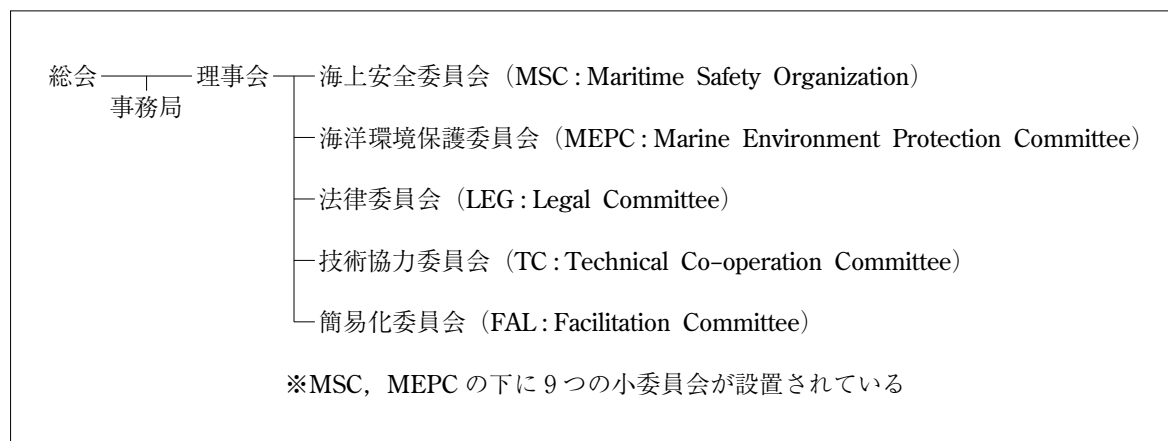 総会 理事会 海上安全委員会（MSC : Maritime Safety Organization）
事務局
海洋環境保護委員会（MEPC : Marine Environment Protection Committee）
法律委員会（LEG : Legal Committee）
技術協力委員会（TC : Technical Co-operation Committee）
簡易化委員会（FAL : Facilitation Committee）
※MSC，MEPC の下に 9 つの小委員会が設置されている